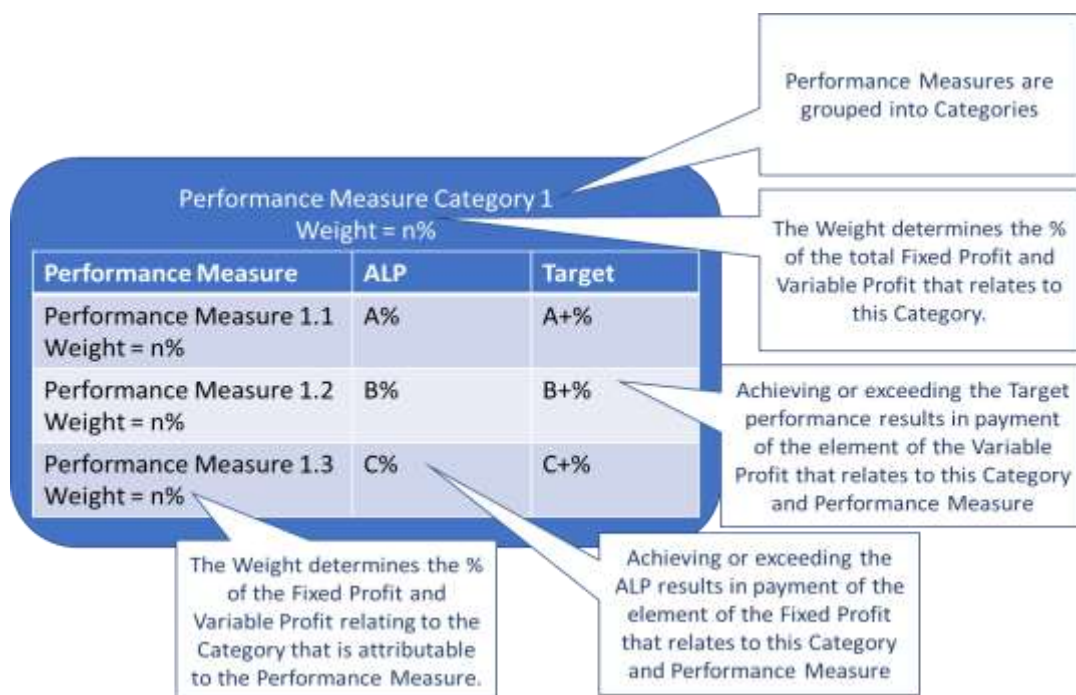 Performance Measures are
grouped into Categories
Performance Measure Category 1
Weight = n%
The Weight determines the %
of the total Fixed Profit and
Variable Profit that relates to
this Category.
Performance Measure ALP Target
Performance Measure 1.1 A% A+%
Weight = n%
Performance Measure 1.2 B% B+%
Weight = n%
Performance Measure 1.3 C% C+%
Weight = n%
Achieving or exceeding the Target
performance results in payment
of the element of the Variable
Profit that relates to this Category
and Performance Measure
The Weight determines the %
of the Fixed Profit and
Variable Profit relating to the
Category that is attributable
to the Performance Measure.
Achieving or exceeding the
ALP results in payment of the
element of the Fixed Profit
that relates to this Category
and Performance Measure